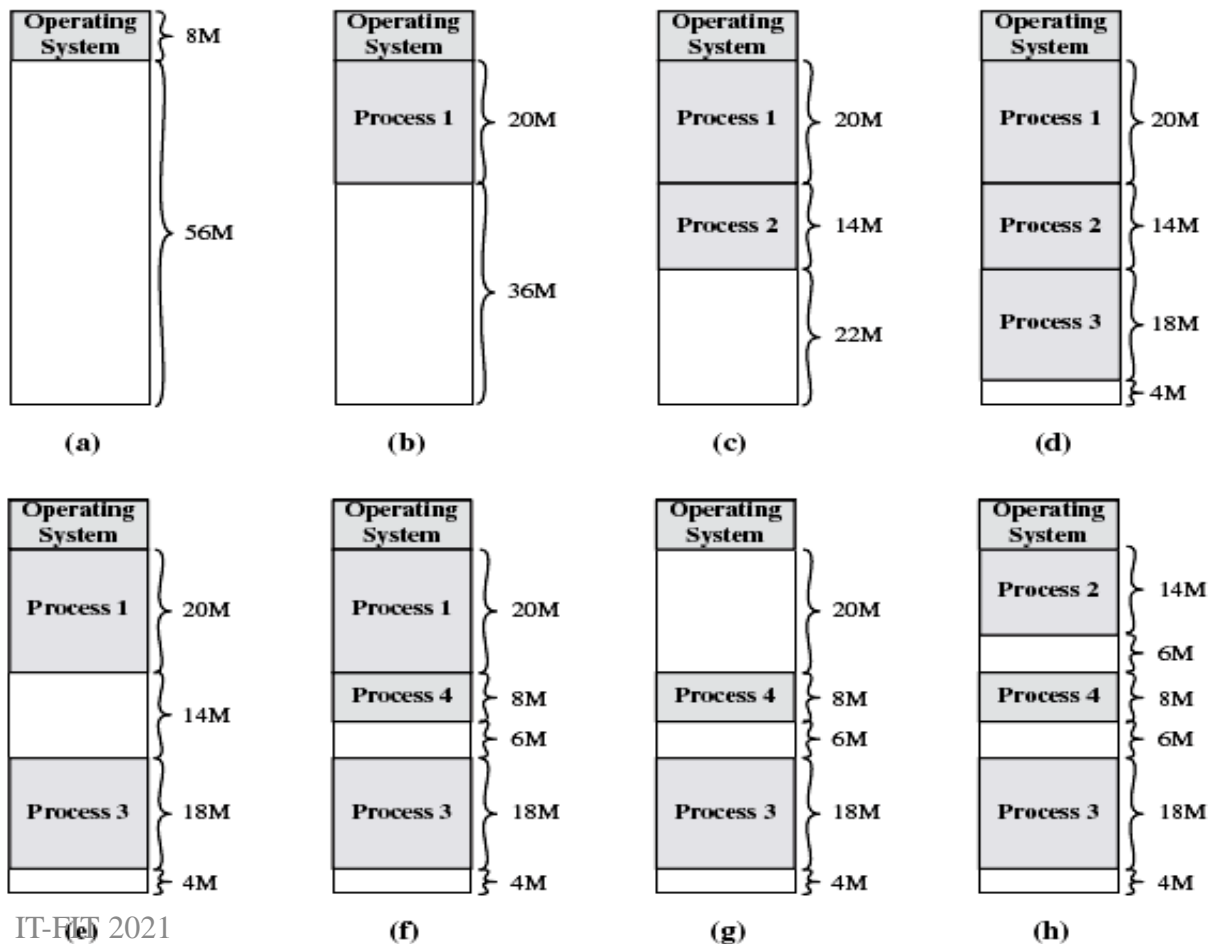 Operating
System
8M
56M
(a)
Operating
System
Process 1
20M
36M
(b)
Operating
System
Process 1
20M
Process 2
14M
22M
(c)
Operating
System
Process 1
20M
Process 2
14M
Process 3
18M
4M
(d)
Operating
System
Process 1
20M
14M
Process 3
18M
4M
(e)
Operating
System
Process 1
20M
Process 4
8M
6M
Process 3
18M
4M
(f)
Operating
System
20M
Process 4
8M
6M
Process 3
18M
4M
(g)
Operating
System
Process 2
14M
6M
Process 4
8M
6M
Process 3
18M
4M
(h)
IT-FIT 2021